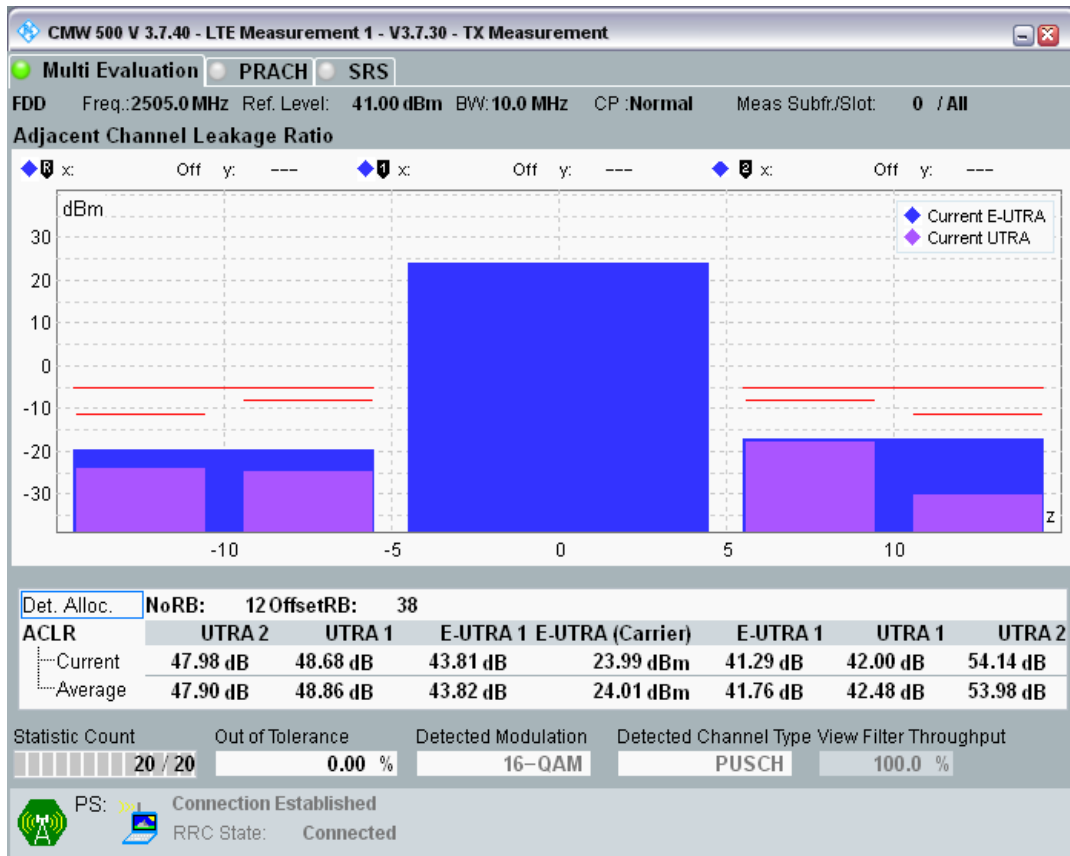 CMW 500 V 3.7.40 - LTE Measurement 1 - V3.7.30 - TX Measurement
Multi Evaluation PRACH SRS
FDD Freq.:2505.0 MHz Ref. Level: 41.00 dBm BW:10.0 MHz CP :Normal Meas Subfr./Slot: 0 / All
Adjacent Channel Leakage Ratio
R x: Off y: --- 1 x: Off y: --- 2 x: Off y: ---
dBm
Current E-UTRA
Current UTRA
30
20
10
0
-10
-20
-30
z
-10 -5 0 5 10
Det. Alloc. NoRB: 12 OffsetRB: 38
ACLR UTRA 2 UTRA 1 E-UTRA 1 E-UTRA (Carrier) E-UTRA 1 UTRA 1 UTRA 2
Current 47.98 dB 48.68 dB 43.81 dB 23.99 dBm 41.29 dB 42.00 dB 54.14 dB
Average 47.90 dB 48.86 dB 43.82 dB 24.01 dBm 41.76 dB 42.48 dB 53.98 dB
Statistic Count Out of Tolerance Detected Modulation Detected Channel Type View Filter Throughput
20 / 20 0.00 % 16-QAM PUSCH 100.0 %
PS: Connection Established
RRC State: Connected